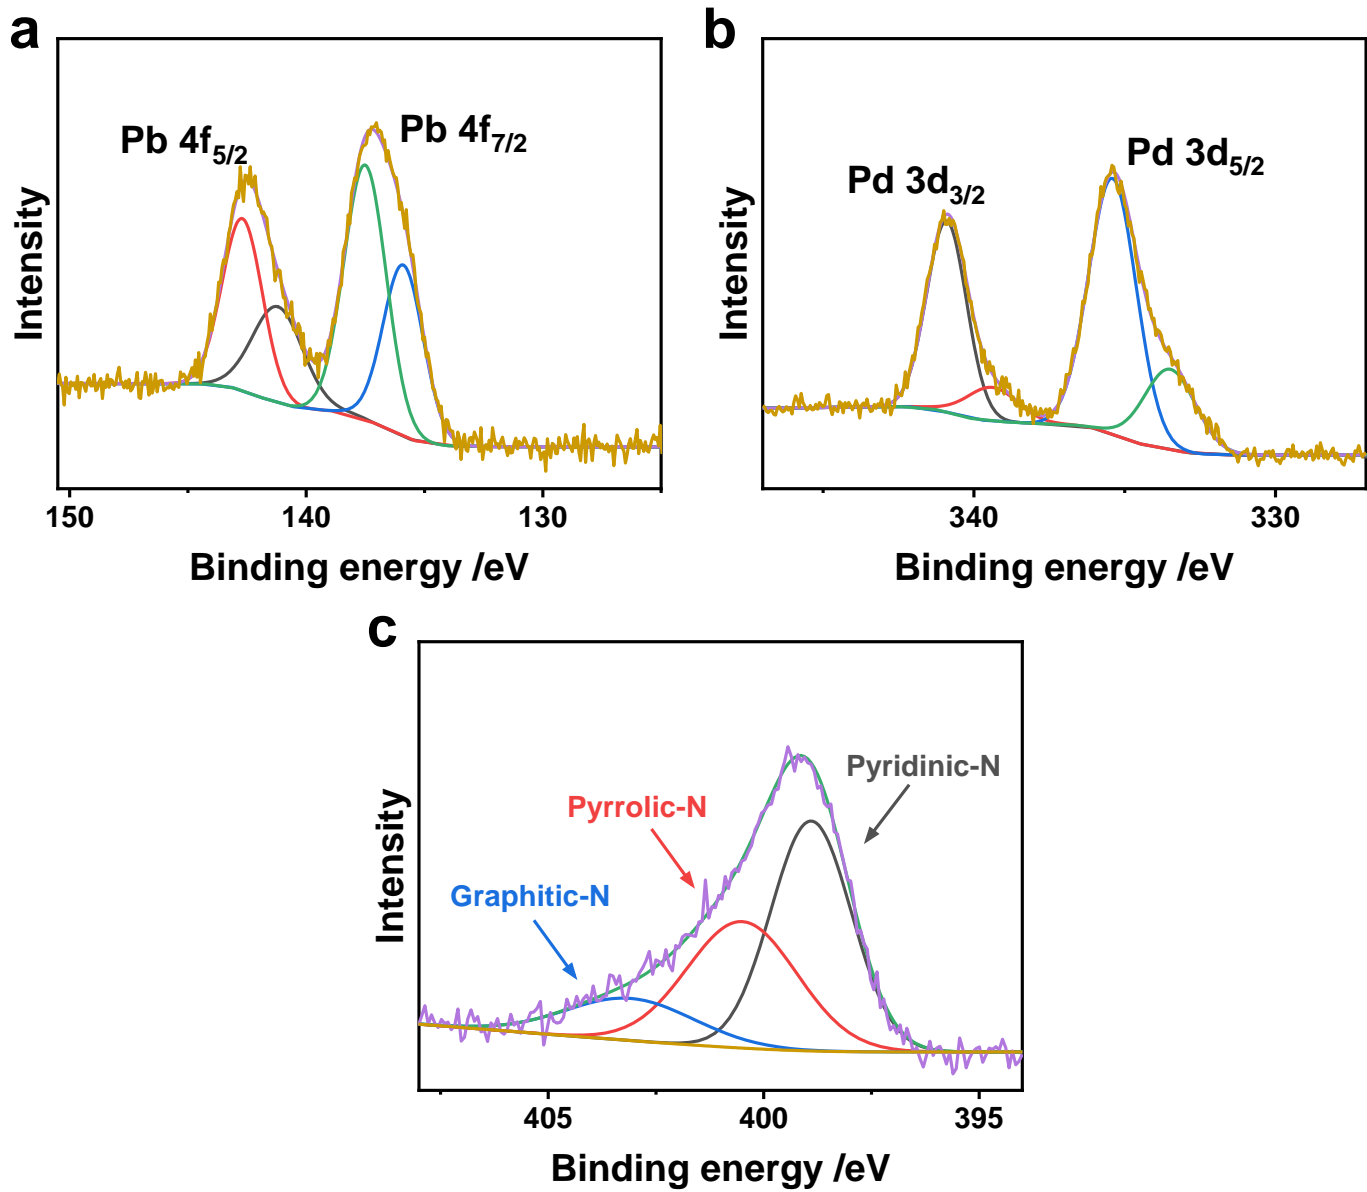 a
Pb 4f5/2
Pb 4f7/2
Intensity
150 140 130
Binding energy /eV
b
Pd 3d3/2
Pd 3d5/2
Intensity
340 330
Binding energy /eV
c
Pyridinic-N
Pyrrolic-N
Graphitic-N
Intensity
405 400 395
Binding energy /eV